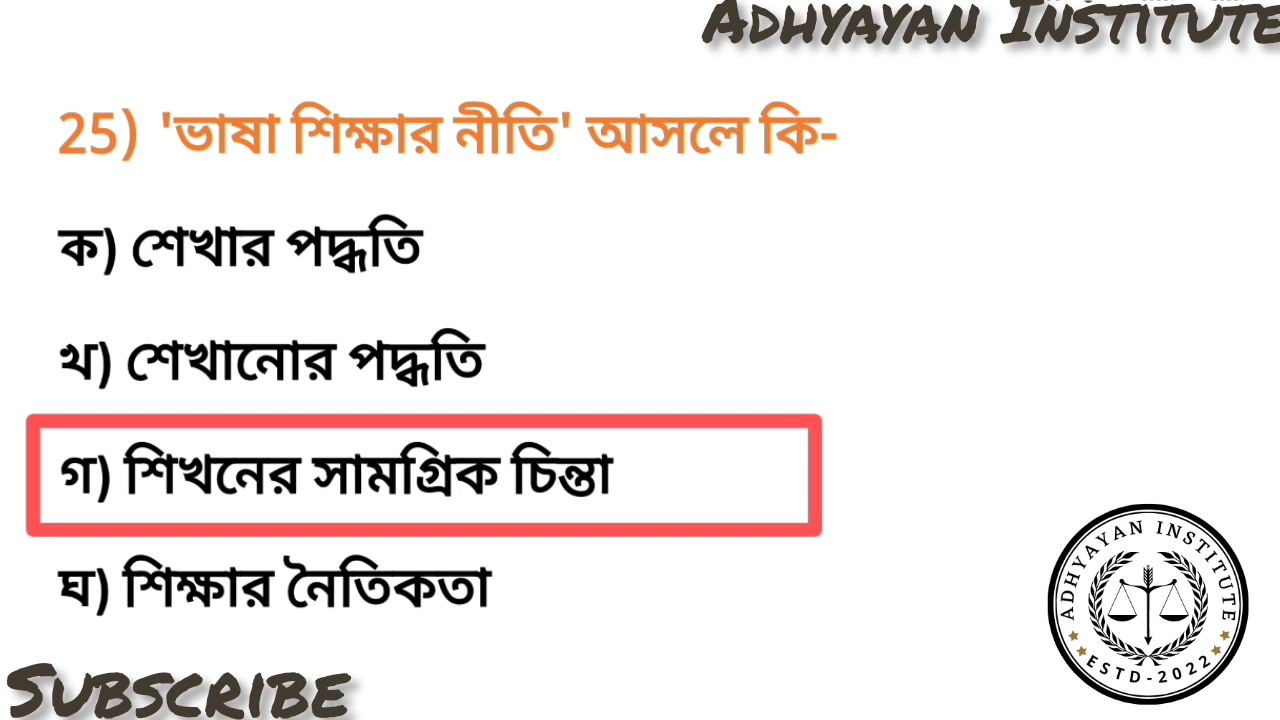 ADHYAYAN INSTITUTE
25) 'ভাষা শিক্ষার নীতি' আসলে কি-
ক) শেখার পদ্ধতি
খ) শেখানোর পদ্ধতি
গ) শিখনের সামগ্রিক চিন্তা
ঘ) শিক্ষার নৈতিকতা
ADHYAYAN INSTITUTE
ESTD-2022
SUBSCRIBE